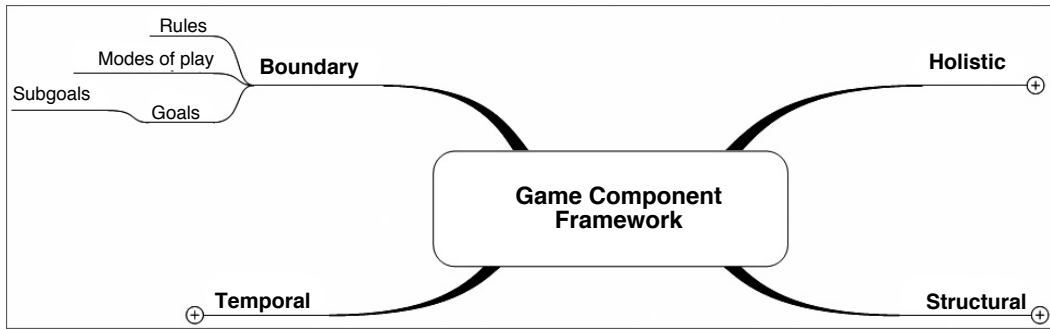 Rules
Modes of play
Boundary
Subgoals
Goals
Holistic
Game Component
Framework
Temporal
Structural